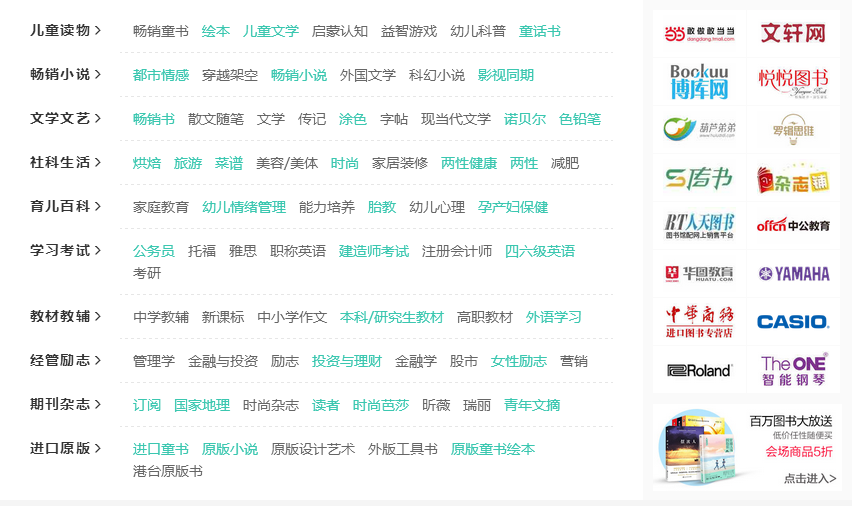 儿童读物 > 畅销童书 绘本 儿童文学 启蒙认知 益智游戏 幼儿科普 童话书
畅销小说 > 都市情感 穿越架空 畅销小说 外国文学 科幻小说 影视同期
文学文艺 > 畅销书 散文随笔 文学 传记 涂色 字帖 现当代文学 诺贝尔 色铅笔
社科生活 > 烘焙 旅游 菜谱 美容/美体 时尚 家居装修 两性健康 两性 减肥
育儿百科 > 家庭教育 幼儿情绪管理 能力培养 胎教 幼儿心理 孕产妇保健
学习考试 > 公务员 托福 雅思 职称英语 建造师考试 注册会计师 四六级英语
考研
教材教辅 > 中学教辅 新课标 中小学作文 本科/研究生教材 高职教材 外语学习
经管励志 > 管理学 金融与投资 励志 投资与理财 金融学 股市 女性励志 营销
期刊杂志 > 订阅 国家地理 时尚杂志 读者 时尚芭莎 昕薇 瑞丽 青年文摘
进口原版 > 进口童书 原版小说 原版设计艺术 外版工具书 原版童书绘本
港台原版书
当当 敢做敢当当
dangdang.tmall.com
文轩网
Bookuu
博库网
悦悦图书
葫芦弟弟
罗辑思维
传书
杂志铺
RT人天图书
图书馆配网上销售平台
offcn 中公教育
华图教育
HUATU.COM
YAMAHA
中华商务
进口图书专营店
CASIO
Roland
The ONE
智能钢琴
百万图书大放送
低价任性随便买
会场商品5折
点击进入>